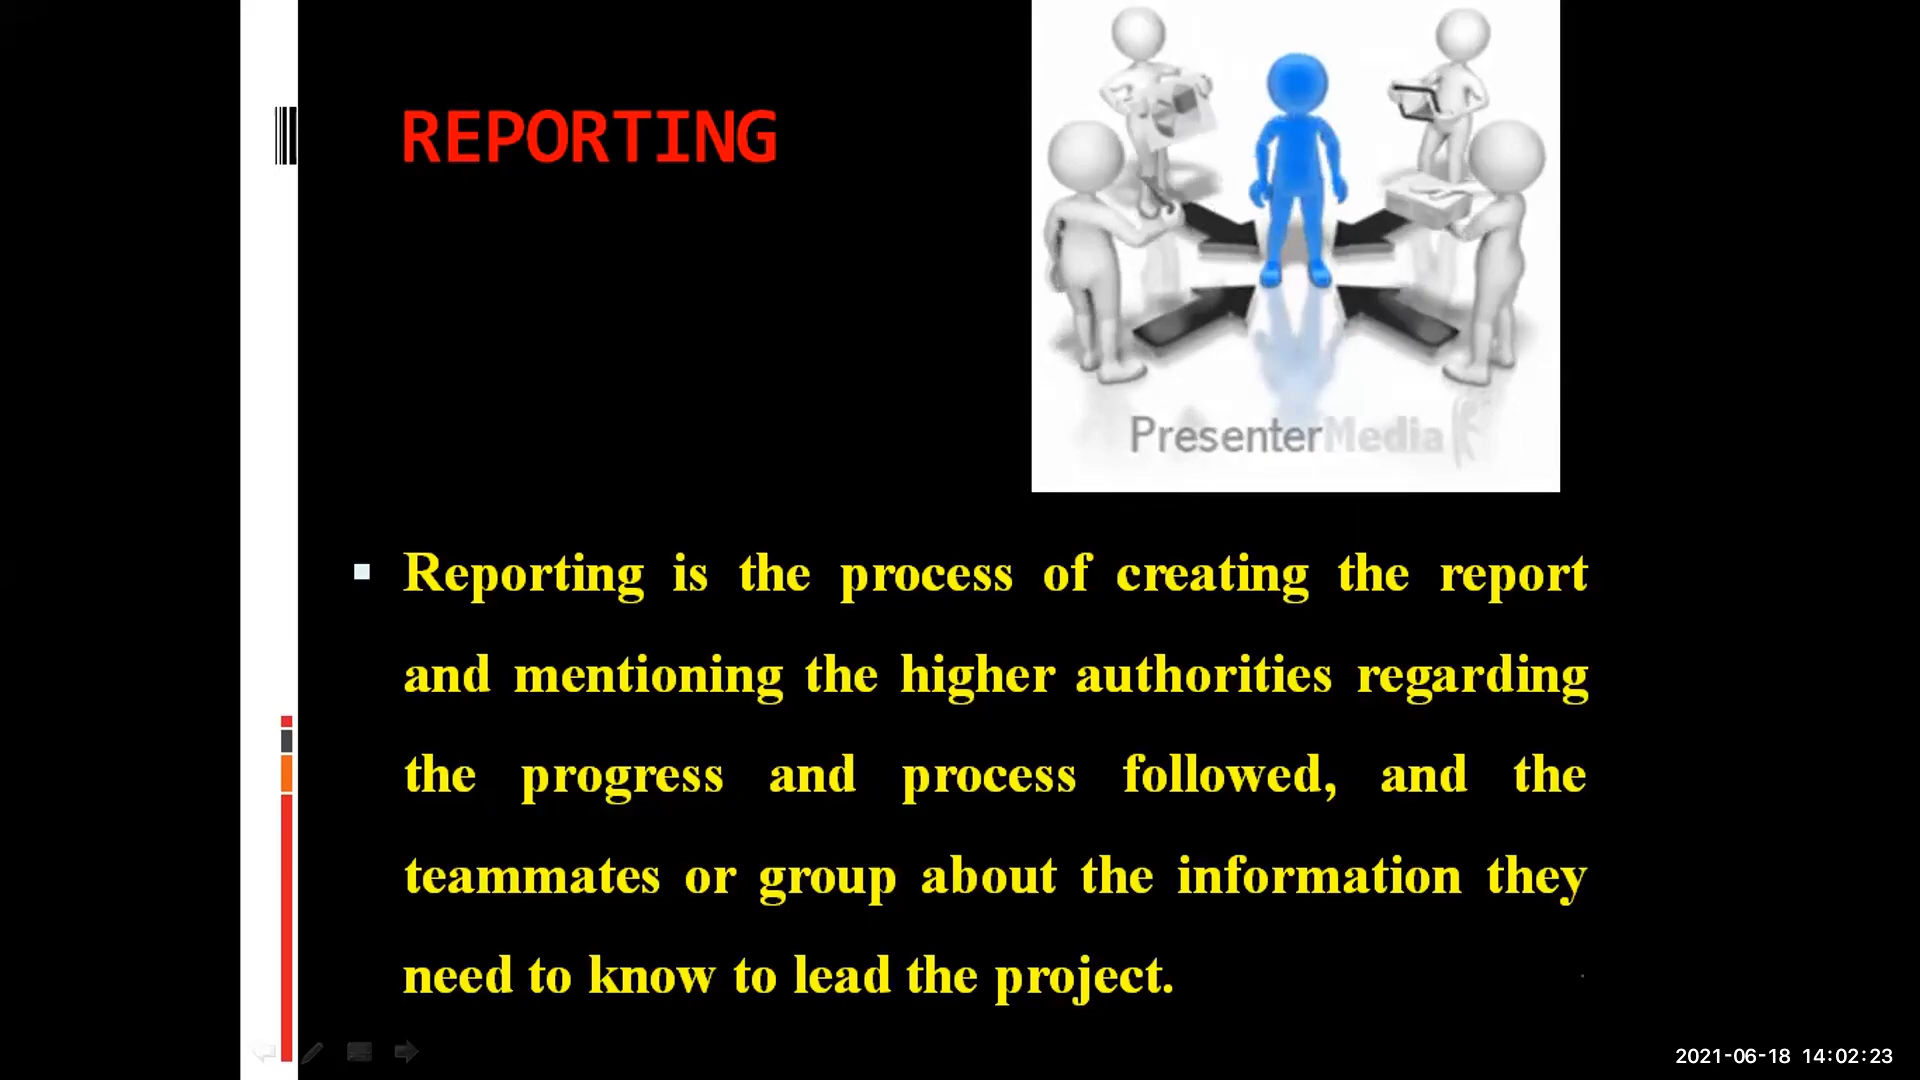 REPORTING
PresenterMedia
Reporting is the process of creating the report
and mentioning the higher authorities regarding
the progress and process followed, and the
teammates or group about the information they
need to know to lead the project.
2021-06-18 14:02:23